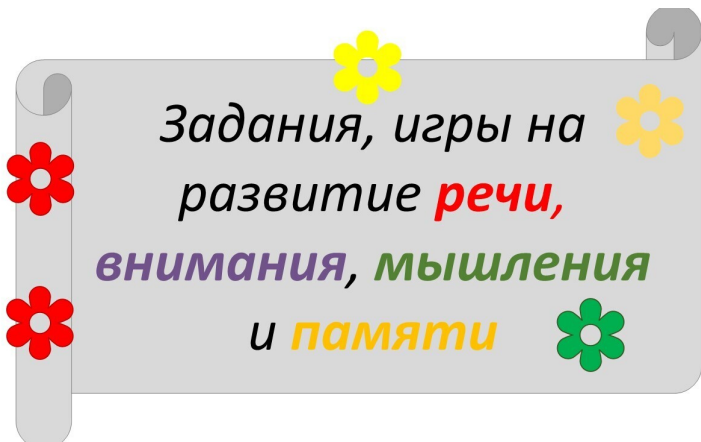 Задания, игры на
развитие речи,
внимания, мышления
и памяти